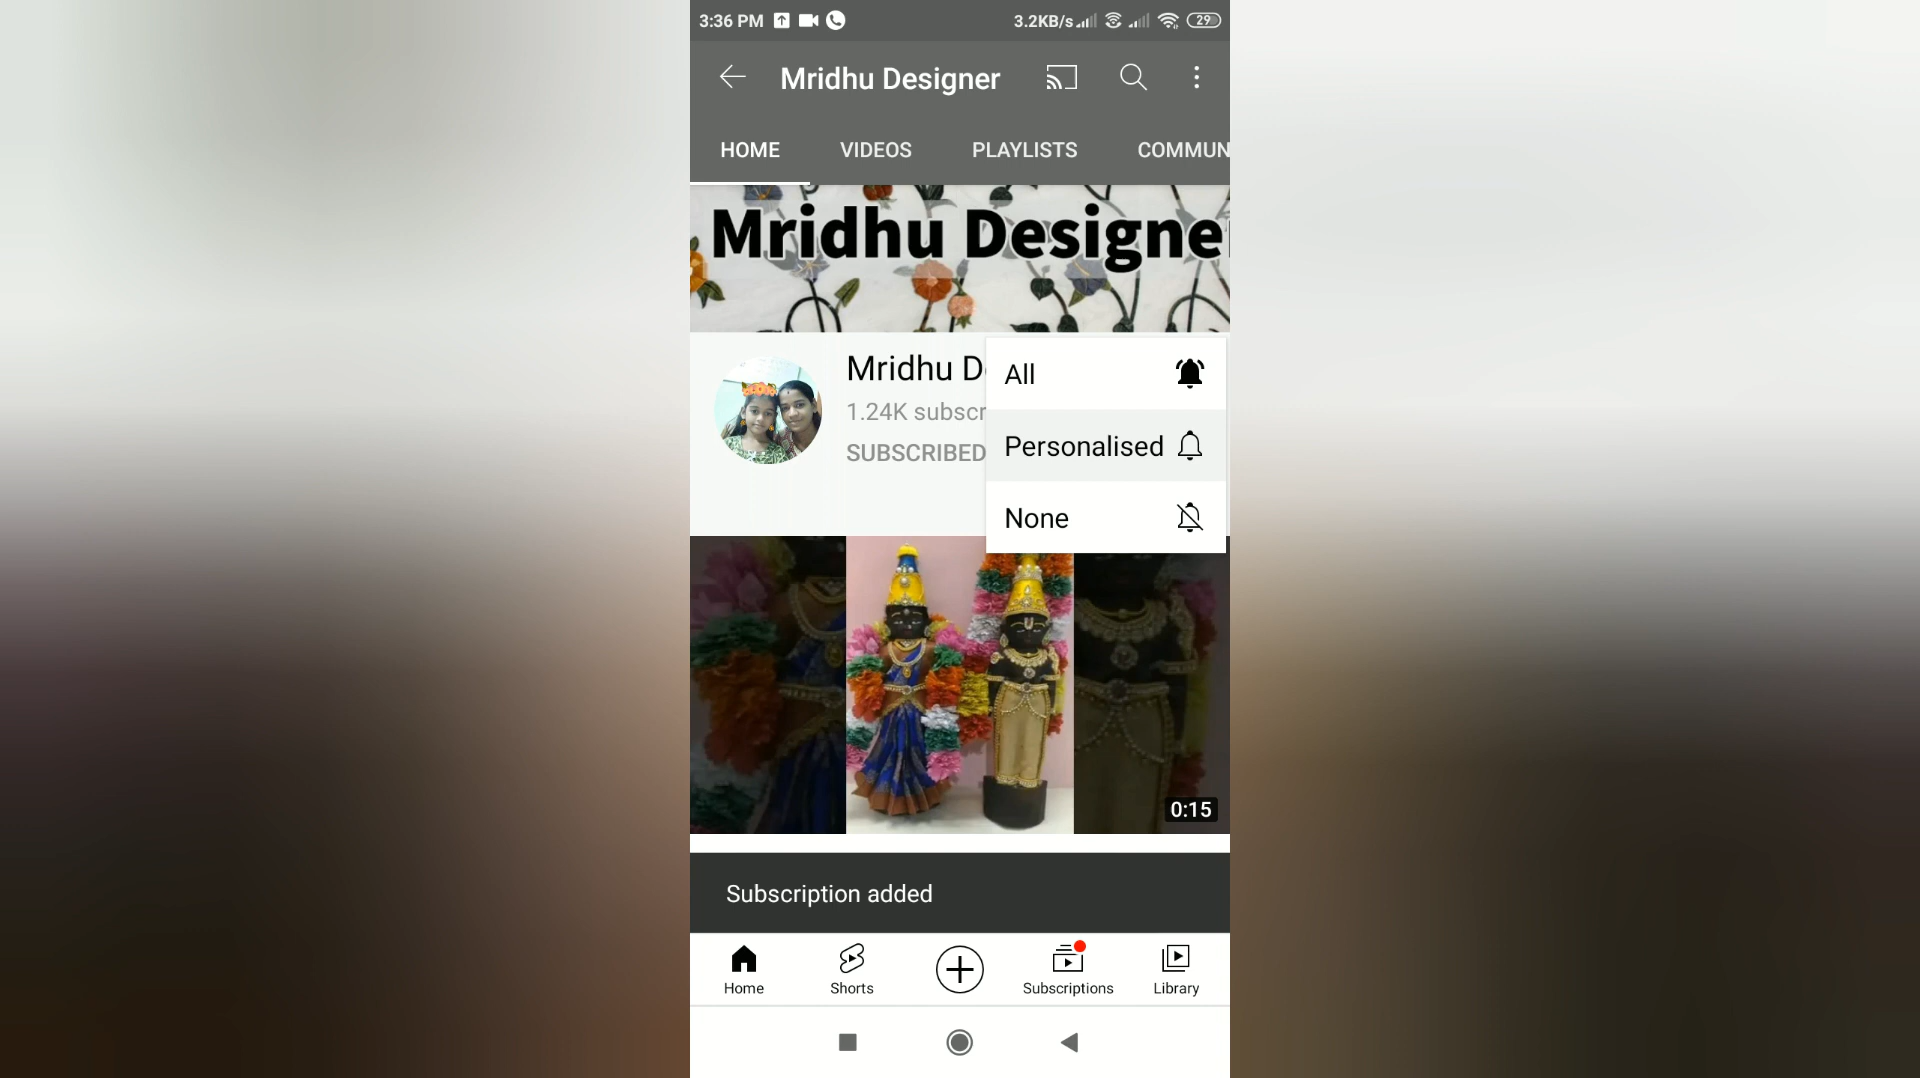 3:36 PM 3.2KB/s 29
Mridhu Designer
HOME VIDEOS PLAYLISTS COMMUN
Mridhu Designe
Mridhu D
1.24K subscr
SUBSCRIBED
All
Personalised
None
0:15
Subscription added
Home Shorts Subscriptions Library